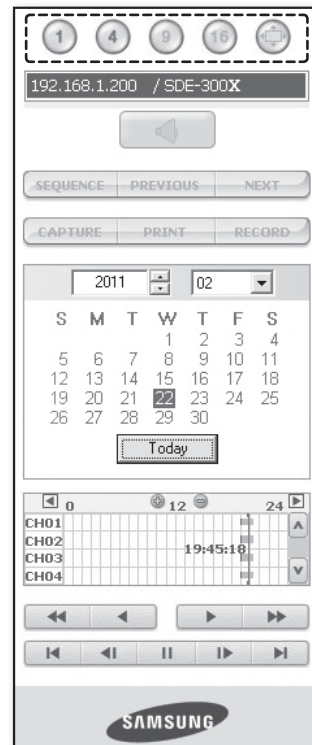 1 4 9 16
192.168.1.200 / SDE-300X
SEQUENCE PREVIOUS NEXT
CAPTURE PRINT RECORD
2011 02
S M T W T F S
1 2 3 4
5 6 7 8 9 10 11
12 13 14 15 16 17 18
19 20 21 22 23 24 25
26 27 28 29 30
Today
0 12 24
CH01
CH02
19:45:18
CH03
CH04
SAMSUNG